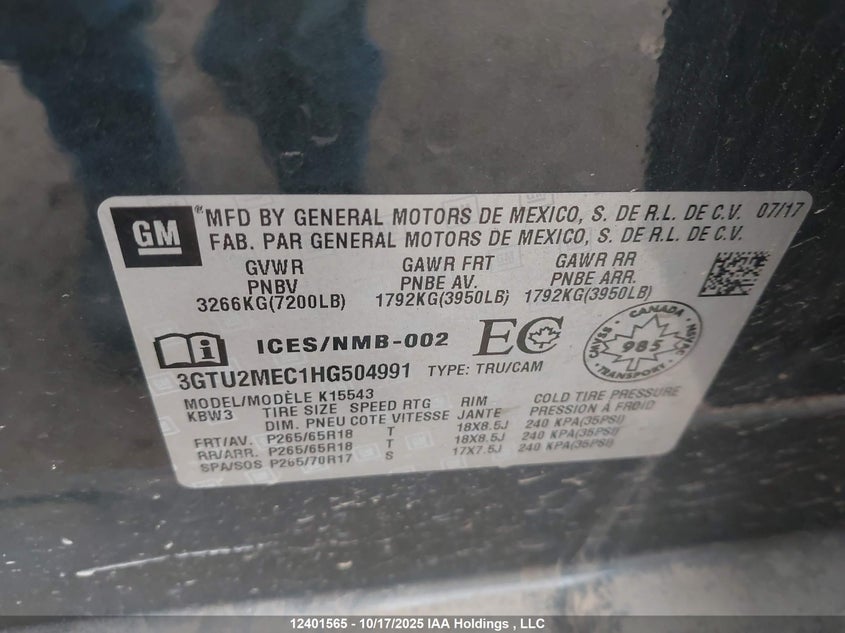 GM
®MFD BY GENERAL MOTORS DE MEXICO, S. DE R.L. DE C.V. 07/17
FAB. PAR GENERAL MOTORS DE MEXICO, S. DE R.L. DE C.V.
GVWR GAWR FRT GAWR RR
PNBV PNBE AV. PNBE ARR.
3266KG(7200LB) 1792KG(3950LB) 1792KG(3950LB)
ICES/NMB-002 EC
CANADA
CMVSS 985 NSVAC
TRANSPORT
3GTU2MEC1HG504991 TYPE: TRU/CAM
MODEL/MODÈLE K15543
KBW3 TIRE SIZE SPEED RTG RIM COLD TIRE PRESSURE
DIM. PNEU COTE VITESSE JANTE PRESSION À FROID
FRT/AV. P265/65R18 T 18X8.5J 240 KPA(35PSI)
RR/ARR. P265/65R18 T 18X8.5J 240 KPA(35PSI)
SPA/SOS P265/70R17 S 17X7.5J 240 KPA(35PSI)
12401565 - 10/17/2025 IAA Holdings , LLC